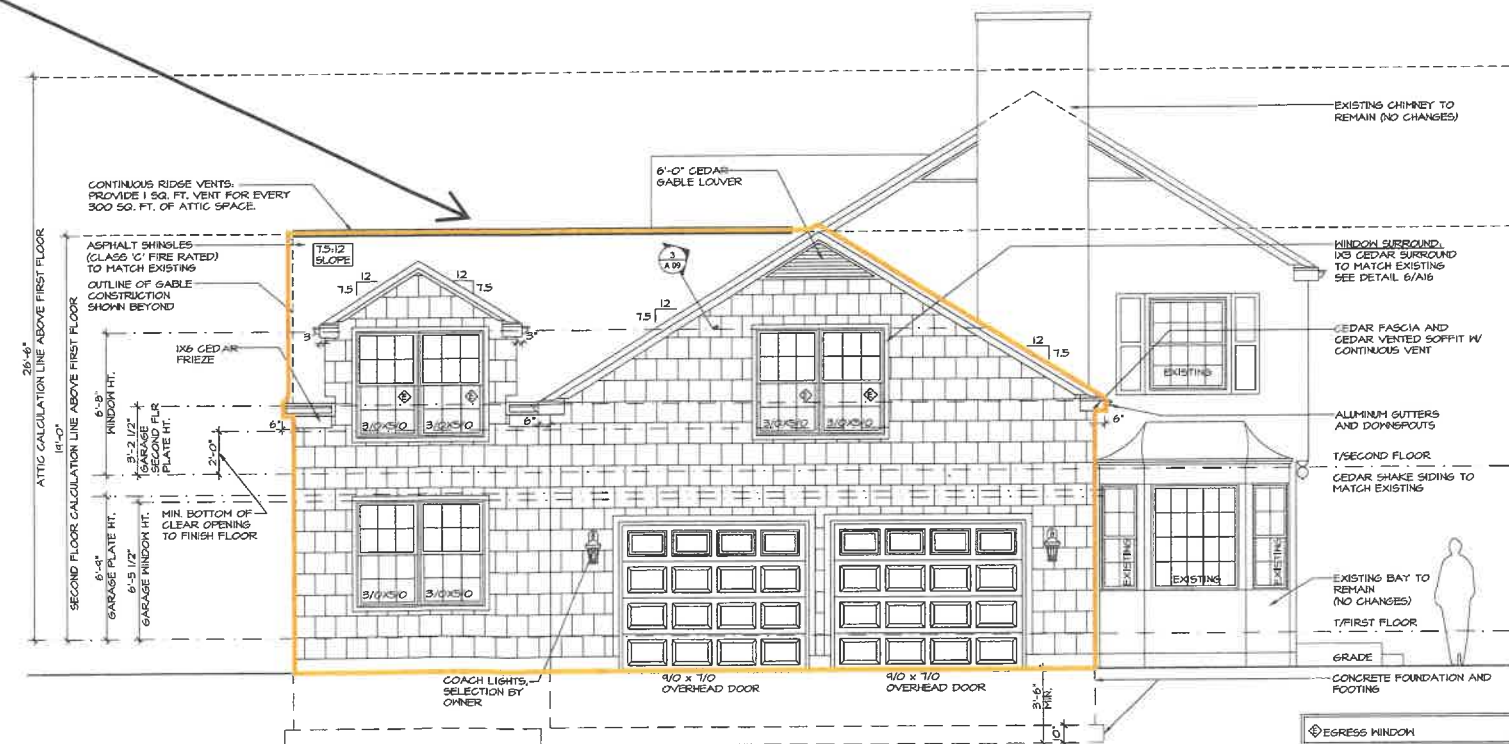 EXISTING CHIMNEY TO
REMAIN (NO CHANGES)
6'-0" CEDAR
GABLE LOUVER
CONTINUOUS RIDGE VENTS:
PROVIDE 1 SQ. FT. VENT FOR EVERY
300 SQ. FT. OF ATTIC SPACE.
ASPHALT SHINGLES
(CLASS 'C' FIRE RATED)
TO MATCH EXISTING
7.5:12
SLOPE
OUTLINE OF GABLE
CONSTRUCTION
SHOWN BEYOND
3
A 09
WINDOW SURROUND:
1X3 CEDAR SURROUND
TO MATCH EXISTING
SEE DETAIL 6/A16
12
7.5
12
7.5
12
7.5
12
7.5
1X6 CEDAR
FRIEZE
3"
3"
CEDAR FASCIA AND
CEDAR VENTED SOFFIT W/
CONTINUOUS VENT
EXISTING
E
E
E
E
3/0X5/0
3/0X5/0
3/0X5/0
3/0X5/0
6"
6"
6"
ALUMINUM GUTTERS
AND DOWNSPOUTS
T/SECOND FLOOR
CEDAR SHAKE SIDING TO
MATCH EXISTING
26'-6"
ATTIC CALCULATION LINE ABOVE FIRST FLOOR
19'-0"
SECOND FLOOR CALCULATION LINE ABOVE FIRST FLOOR
6'-8"
WINDOW HT.
3'-2 1/2"
GARAGE
SECOND FLR
PLATE HT.
2'-0"
6'-9"
GARAGE PLATE HT.
6'-5 1/2"
GARAGE WINDOW HT.
MIN. BOTTOM OF
CLEAR OPENING
TO FINISH FLOOR
3/0X5/0
3/0X5/0
EXISTING
EXISTING
EXISTING
EXISTING BAY TO
REMAIN
(NO CHANGES)
T/FIRST FLOOR
GRADE
CONCRETE FOUNDATION AND
FOOTING
COACH LIGHTS,
SELECTION BY
OWNER
9/0 x 7/0
OVERHEAD DOOR
9/0 x 7/0
OVERHEAD DOOR
3'-6"
MIN.
10"
E EGRESS WINDOW